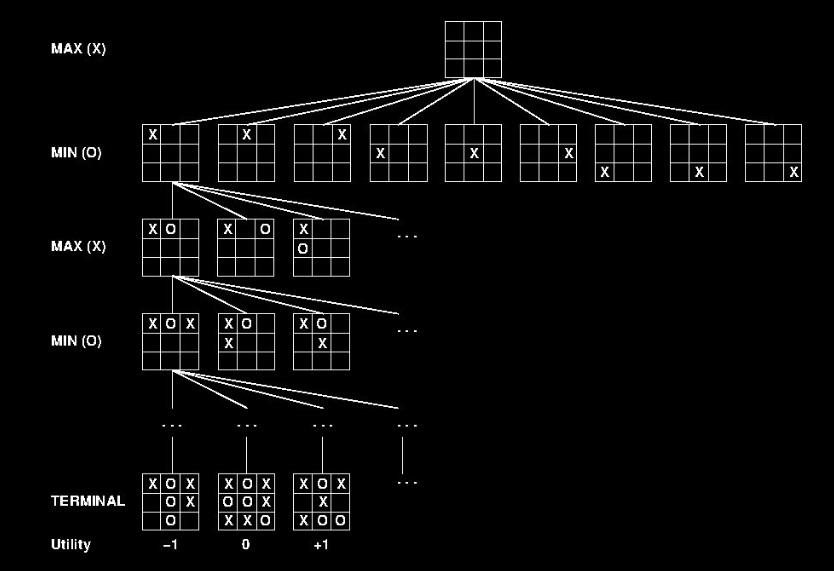 MAX (X)
MIN (O)
X
X
X
X
X
X
X
X
X
MAX (X)
X O
X O
X
O
...
MIN (O)
X O X
X O
X
X O
X
...
... ... ... ...
TERMINAL
X O X
O X
O
X O X
O O X
X X O
X O X
X
X O O
...
Utility
−1
0
+1